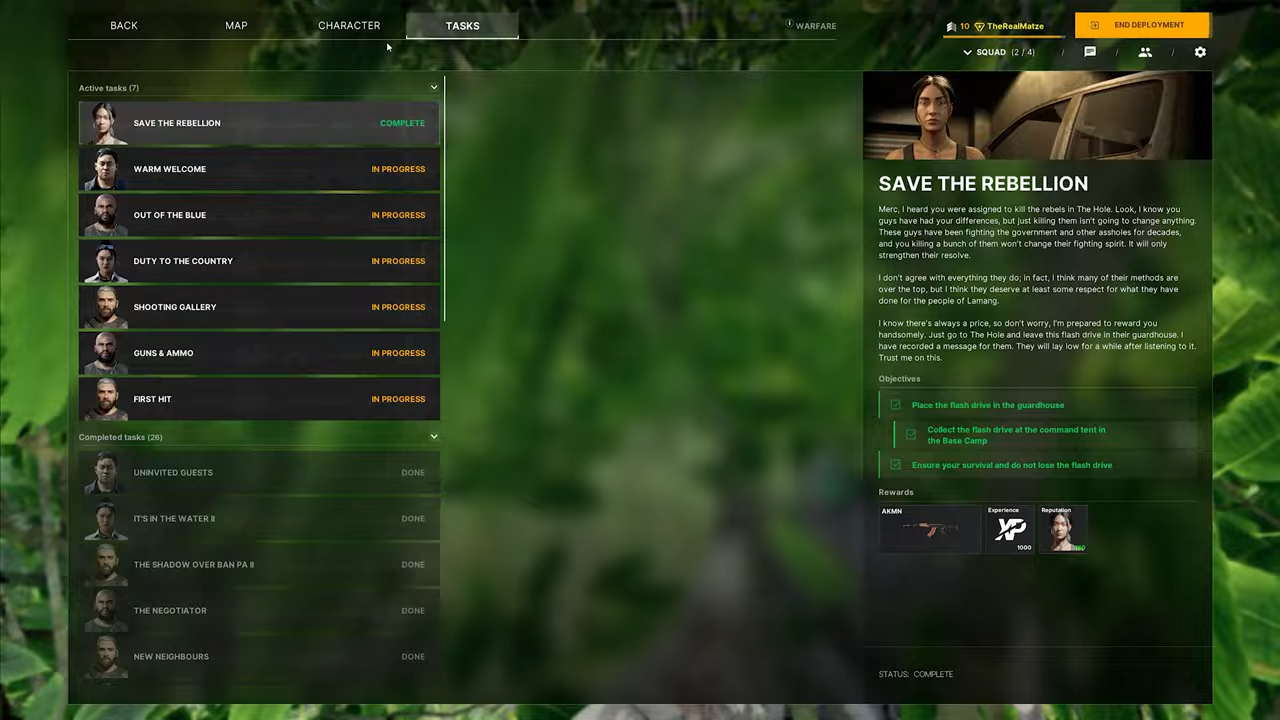 BACK
MAP
CHARACTER
TASKS
WARFARE
10 TheRealMatze
END DEPLOYMENT
SQUAD (2 / 4)
Active tasks (7)
SAVE THE REBELLION COMPLETE
WARM WELCOME IN PROGRESS
OUT OF THE BLUE IN PROGRESS
DUTY TO THE COUNTRY IN PROGRESS
SHOOTING GALLERY IN PROGRESS
GUNS & AMMO IN PROGRESS
FIRST HIT IN PROGRESS
Completed tasks (26)
UNINVITED GUESTS DONE
IT'S IN THE WATER II DONE
THE SHADOW OVER BAN PA II DONE
THE NEGOTIATOR DONE
NEW NEIGHBOURS DONE
SAVE THE REBELLION
Merc, I heard you were assigned to kill the rebels in The Hole. Look, I know you
guys have had your differences, but just killing them isn't going to change anything.
These guys have been fighting the government and other assholes for decades,
and you killing a bunch of them won't change their fighting spirit. It will only
strengthen their resolve.
I don't agree with everything they do; in fact, I think many of their methods are
over the top, but I think they deserve at least some respect for what they have
done for the people of Lamang.
I know there's always a price, so don't worry, I'm prepared to reward you
handsomely. Just go to The Hole and leave this flash drive in their guardhouse. I
have recorded a message for them. They will lay low for a while after listening to it.
Trust me on this.
Objectives
Place the flash drive in the guardhouse
Collect the flash drive at the command tent in
the Base Camp
Ensure your survival and do not lose the flash drive
Rewards
AKMN
Experience
XP
1000
Reputation
STATUS: COMPLETE